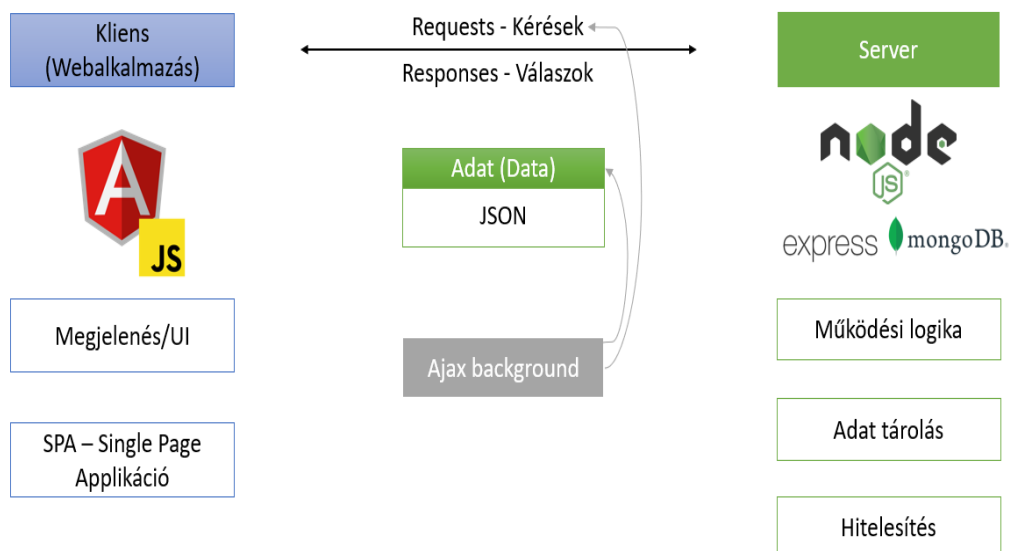 Kliens
(Webalkalmazás)
Requests - Kérések
Responses - Válaszok
Server
A
JS
Adat (Data)
JSON
node
JS
express
mongoDB.
Megjelenés/UI
Ajax background
Működési logika
SPA – Single Page
Applikáció
Adat tárolás
Hitelesítés